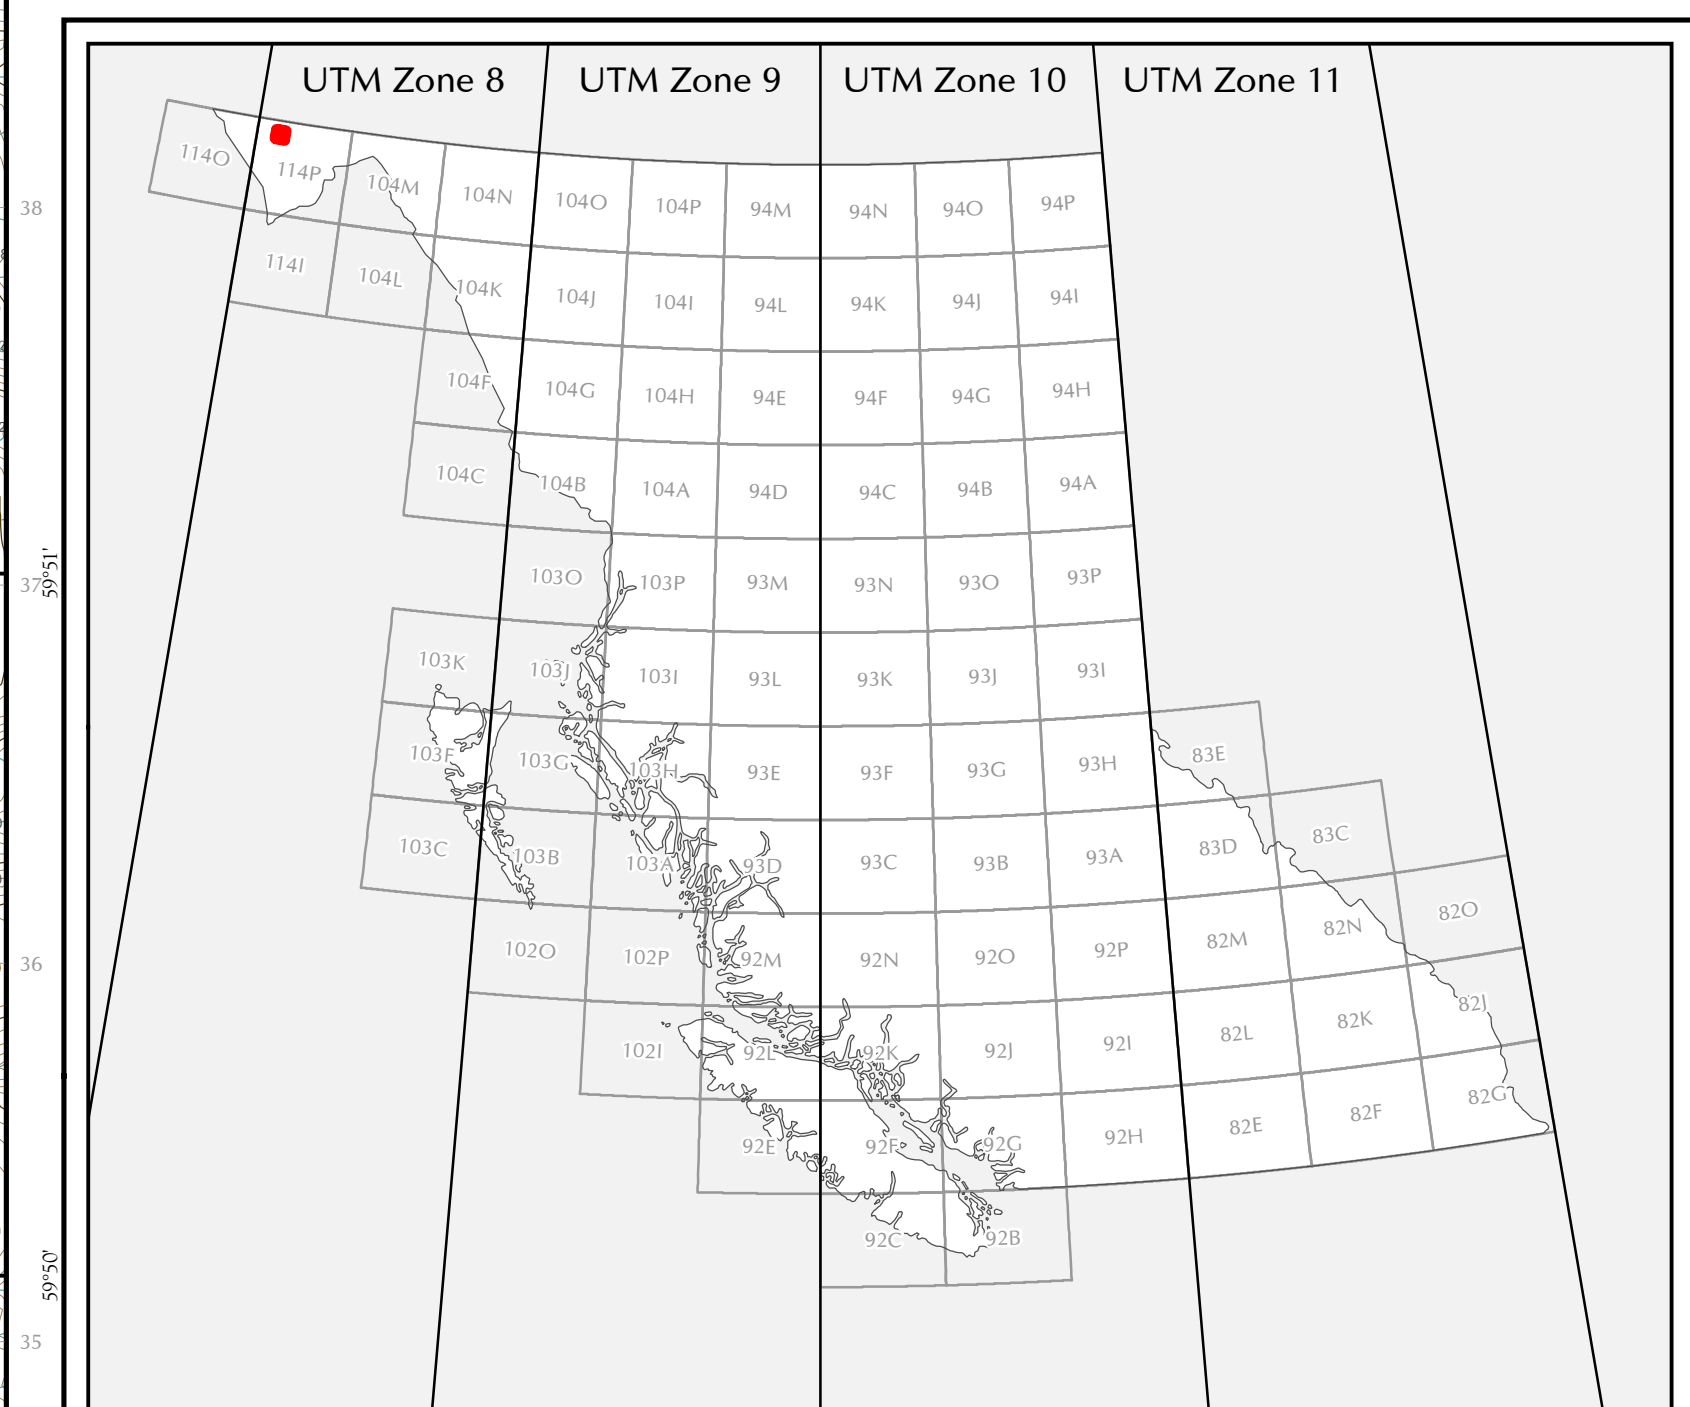 UTM Zone 8 UTM Zone 9 UTM Zone 10 UTM Zone 11
114O 114P 104M 104N 104O 104P 94M 94N 94O 94P
38
114I 104L 104K 104J 104I 94L 94K 94J 94I
104F 104G 104H 94E 94F 94G 94H
104C 104B 104A 94D 94C 94B 94A
37
59°51'
103O 103P 93M 93N 93O 93P
103K 103J 103I 93L 93K 93J 93I
103F 103G 103H 93E 93F 93G 93H 83E
103C 103B 103A 93D 93C 93B 93A 83D 83C
36
102O 102P 92M 92N 92O 92P 82M 82N 82O
102I 92L 92K 92J 92I 82L 82K 82J
92E 92F 92G 92H 82E 82F 82G
92C 92B
59°50'
35